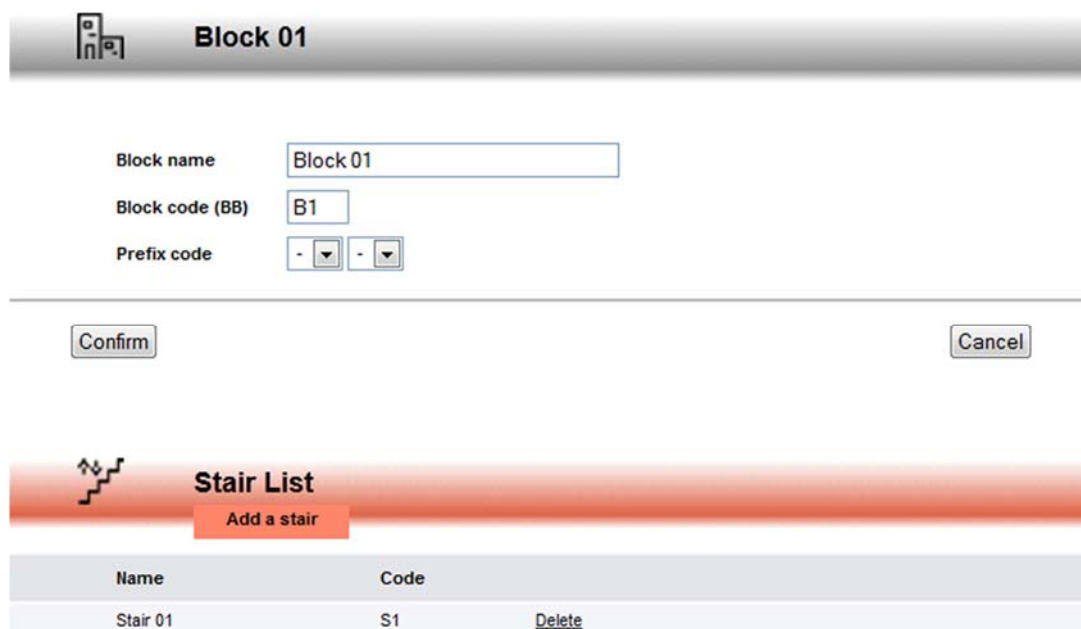 Block 01
Block name Block 01
Block code (BB) B1
Prefix code - -
Confirm Cancel
Stair List
Add a stair
Name Code
Stair 01 S1 Delete